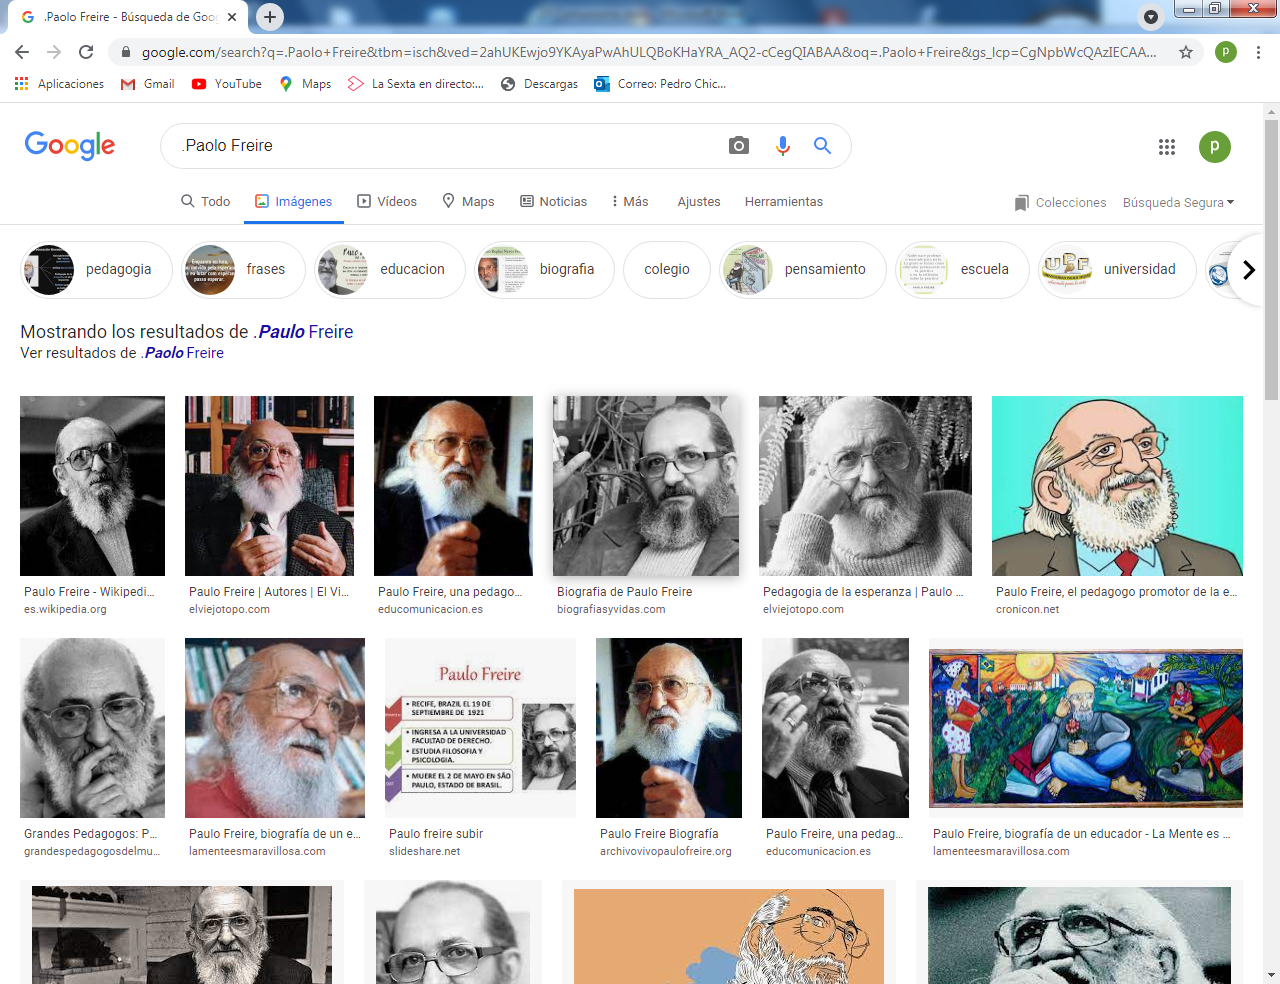 .Paolo Freire - Búsqueda de Goo
google.com/search?q=.Paolo+Freire&tbm=isch&ved=2ahUKEwjo9YKAyaPwAhULQBoKHaYRA_AQ2-cCegQIABAA&oq=.Paolo+Freire&gs_lcp=CgNpbWcQAzIECAA...
p
Aplicaciones
Gmail
YouTube
Maps
La Sexta en directo:...
Descargas
Correo: Pedro Chic...
Google
.Paolo Freire
p
Todo
Imágenes
Vídeos
Maps
Noticias
Más
Ajustes
Herramientas
Colecciones
Búsqueda Segura
pedagogia
frases
educacion
biografia
colegio
pensamiento
escuela
UPF
universidad
Mostrando los resultados de .Paulo Freire
Ver resultados de .Paolo Freire
Paulo Freire - Wikipedi...
es.wikipedia.org
Paulo Freire | Autores | El Vi...
elviejotopo.com
Paulo Freire, una pedago...
educomunicacion.es
Biografia de Paulo Freire
biografiasyvidas.com
Pedagogia de la esperanza | Paulo ...
elviejotopo.com
Paulo Freire, el pedagogo promotor de la e...
cronicon.net
Paulo Freire
• RECIFE, BRAZIL EL 19 DE
SEPTIEMBRE DE 1921
• INGRESA A LA UNIVERSIDAD
FACULTAD DE DERECHO.
• ESTUDIA FILOSOFIA Y
PSICOLOGIA.
• MUERE EL 2 DE MAYO EN SÃO
PAULO, ESTADO DE BRASIL.
Grandes Pedagogos: P...
grandespedagogosdelmu...
Paulo Freire, biografía de un e...
lamenteesmaravillosa.com
Paulo freire subir
slideshare.net
Paulo Freire Biografía
archivovivopaulofreire.org
Paulo Freire, una pedag...
educomunicacion.es
Paulo Freire, biografía de un educador - La Mente es ...
lamenteesmaravillosa.com